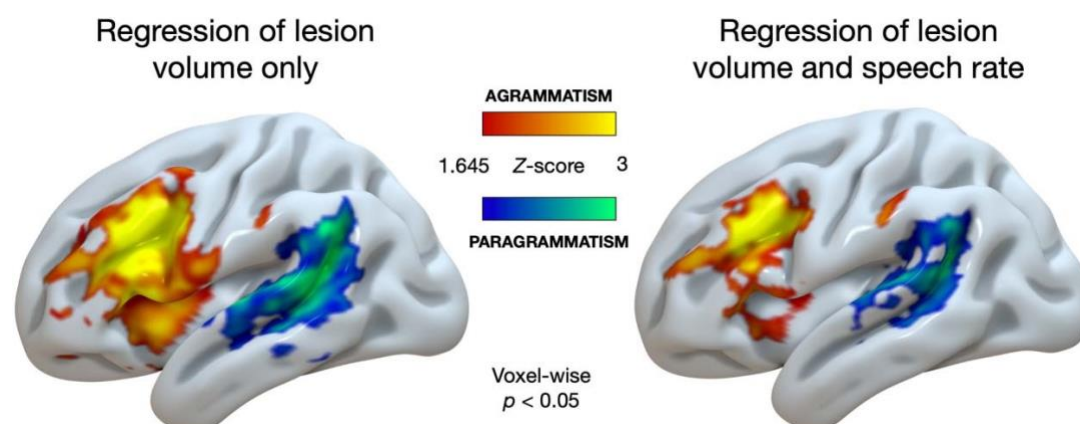 Regression of lesion
volume only
Regression of lesion
volume and speech rate
AGRAMMATISM
1.645 Z-score 3
PARAGRAMMATISM
Voxel-wise
p < 0.05